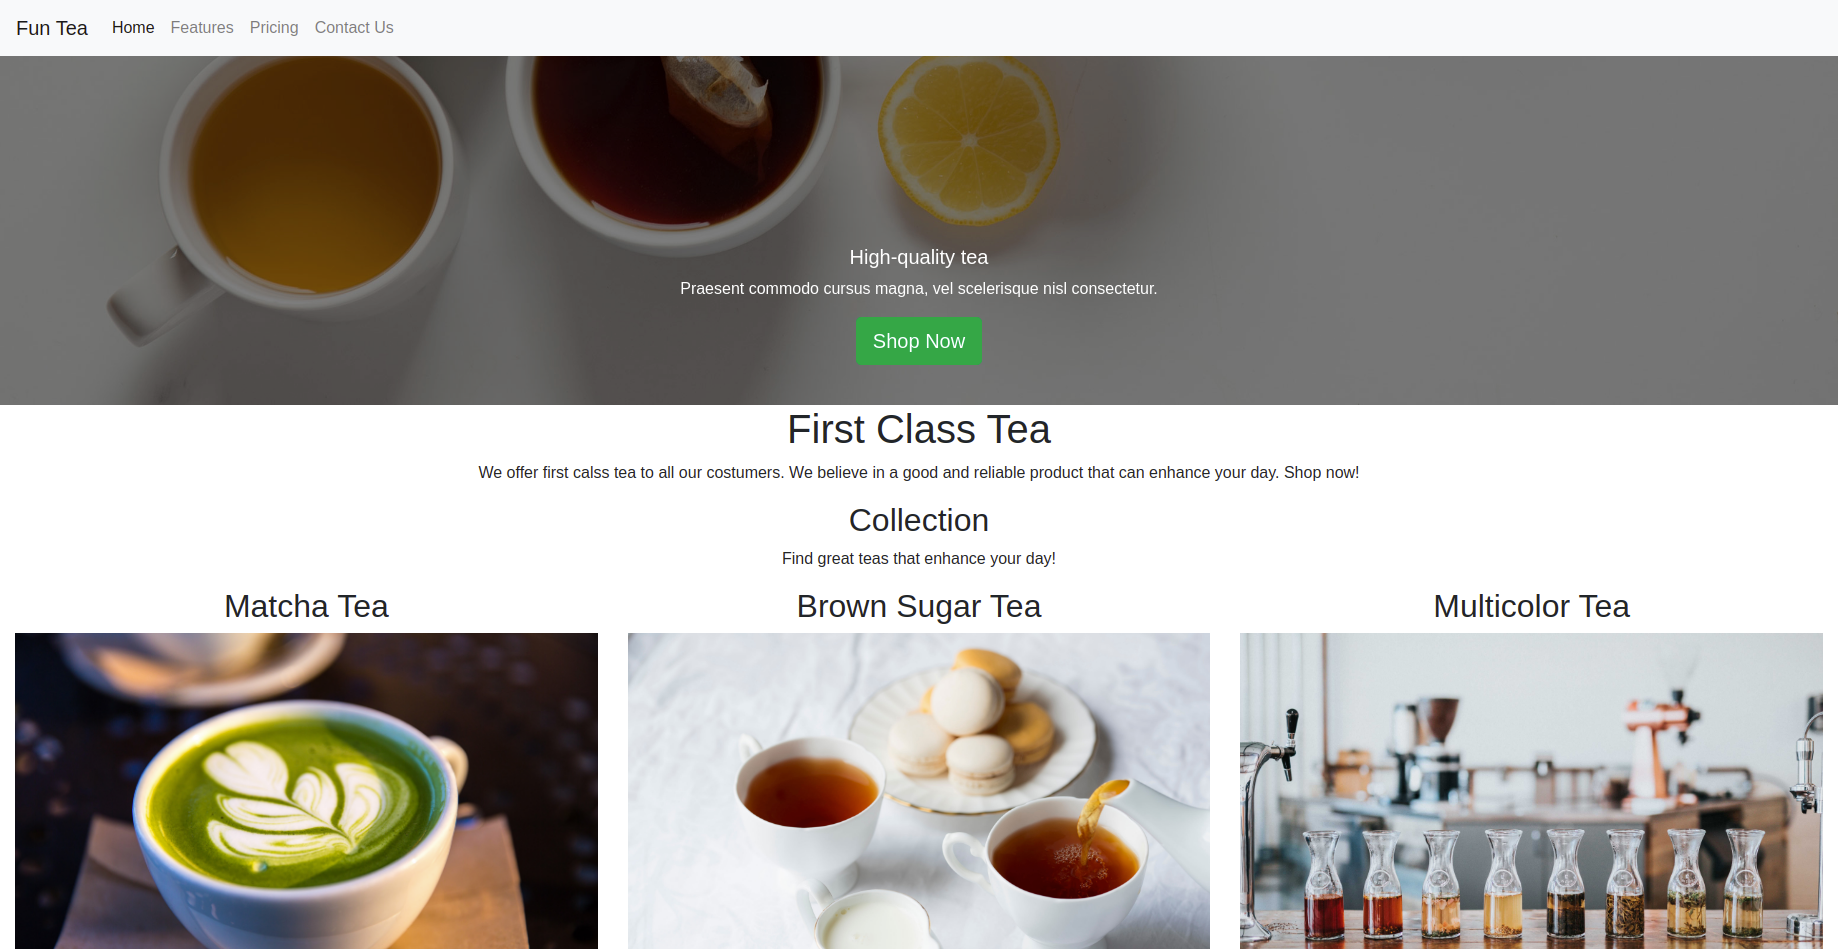 Fun Tea Home Features Pricing Contact Us
High-quality tea
Praesent commodo cursus magna, vel scelerisque nisl consectetur.
Shop Now
First Class Tea
We offer first calss tea to all our costumers. We believe in a good and reliable product that can enhance your day. Shop now!
Collection
Find great teas that enhance your day!
Matcha Tea
Brown Sugar Tea
Multicolor Tea